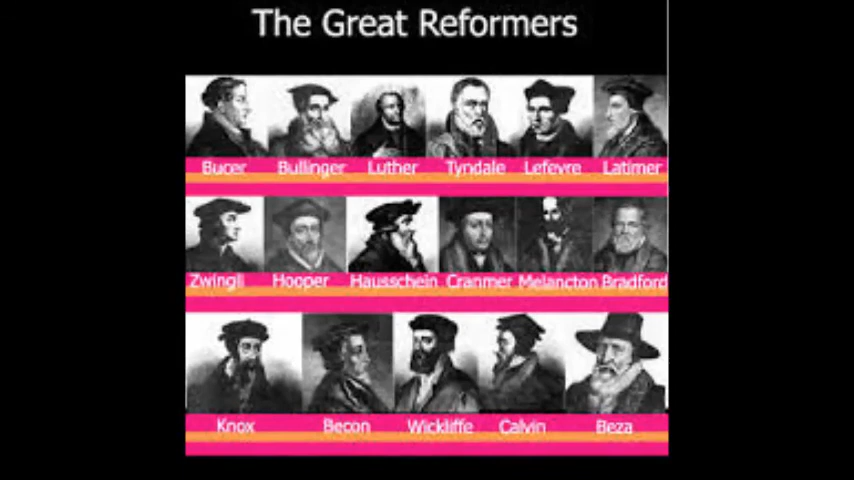 The Great Reformers
Bucer Bullinger Luther Tyndale Lefevre Latimer
Zwingli Hooper Hausschein Cranmer Melancton Bradford
Knox Becon Wickliffe Calvin Beza